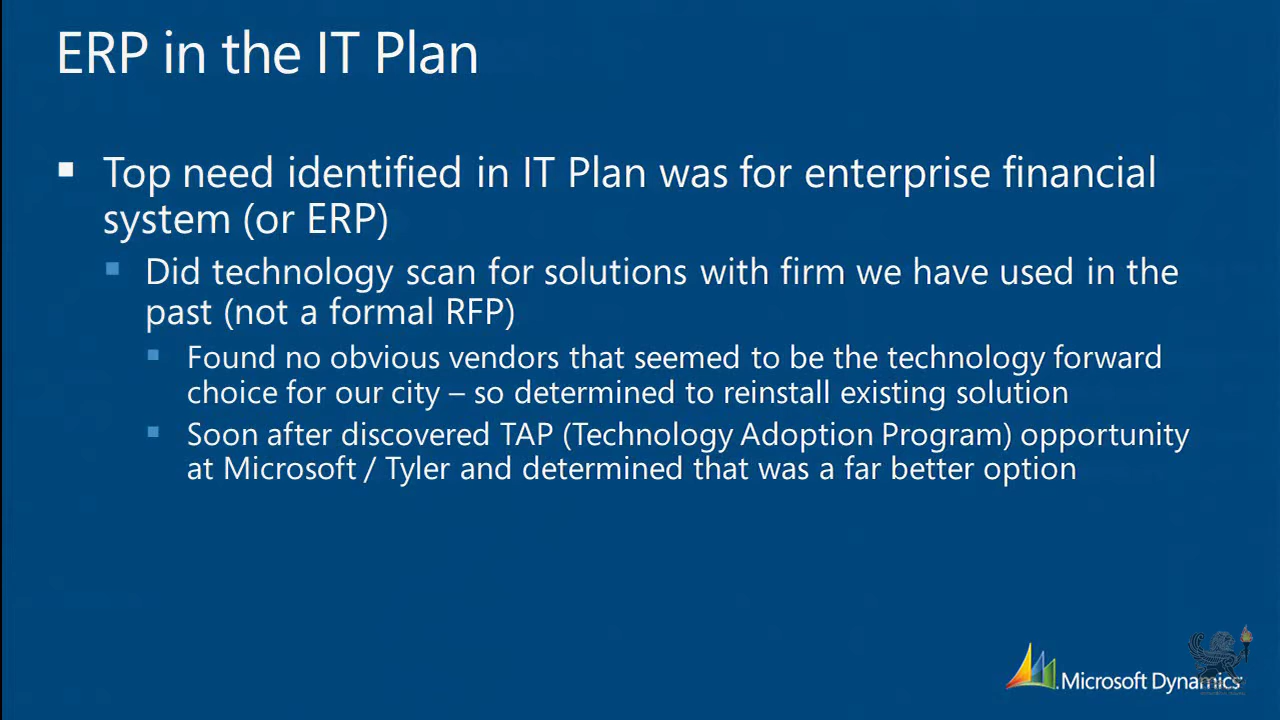 ERP in the IT Plan
Top need identified in IT Plan was for enterprise financial
system (or ERP)
Did technology scan for solutions with firm we have used in the
past (not a formal RFP)
Found no obvious vendors that seemed to be the technology forward
choice for our city – so determined to reinstall existing solution
Soon after discovered TAP (Technology Adoption Program) opportunity
at Microsoft / Tyler and determined that was a far better option
Microsoft Dynamics